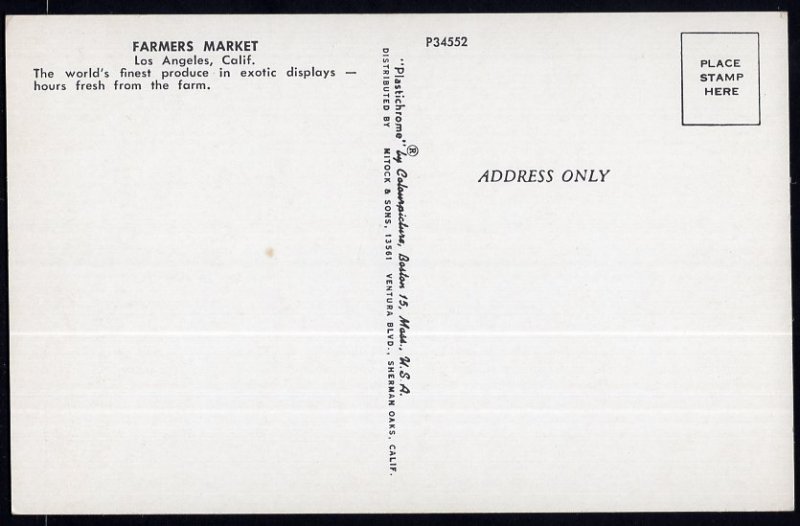 FARMERS MARKET
Los Angeles, Calif.
The world's finest produce in exotic displays —
hours fresh from the farm.
"Plastichrome"® by Colourpicture, Boston 15, Mass., U.S.A.
DISTRIBUTED BY MITOCK & SONS, 13561 VENTURA BLVD., SHERMAN OAKS, CALIF.
P34552
PLACE
STAMP
HERE
ADDRESS ONLY